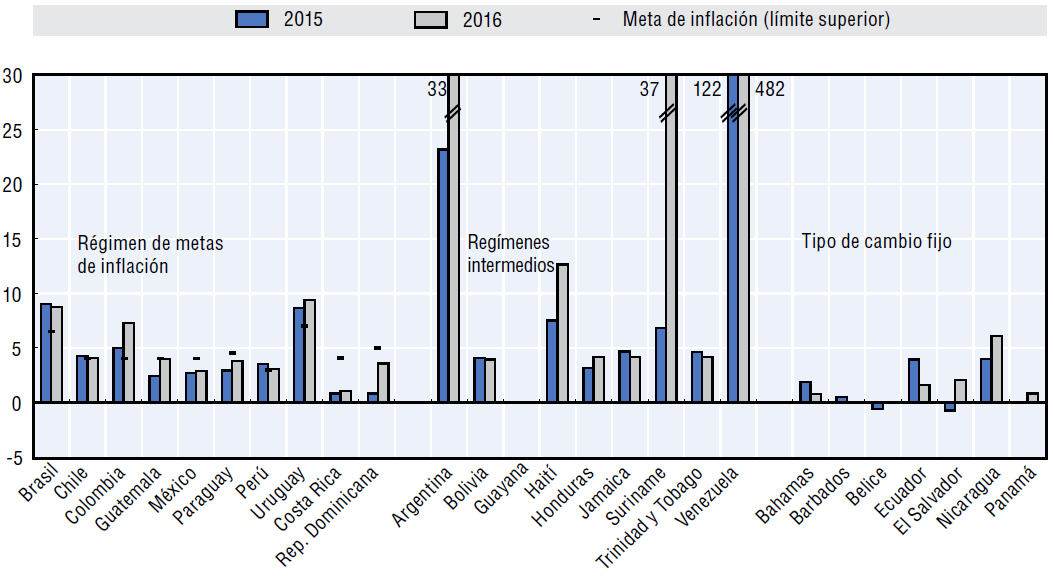 2015 2016 Meta de inflación (límite superior)
30
25
20
15
10
5
0
-5
33
37
122
482
Régimen de metas
de inflación
Regímenes
intermedios
Tipo de cambio fijo
Brasil
Chile
Colombia
Guatemala
México
Paraguay
Perú
Uruguay
Costa Rica
Rep. Dominicana
Argentina
Bolivia
Guayana
Haití
Honduras
Jamaica
Suriname
Trinidad y Tobago
Venezuela
Bahamas
Barbados
Belice
Ecuador
El Salvador
Nicaragua
Panamá